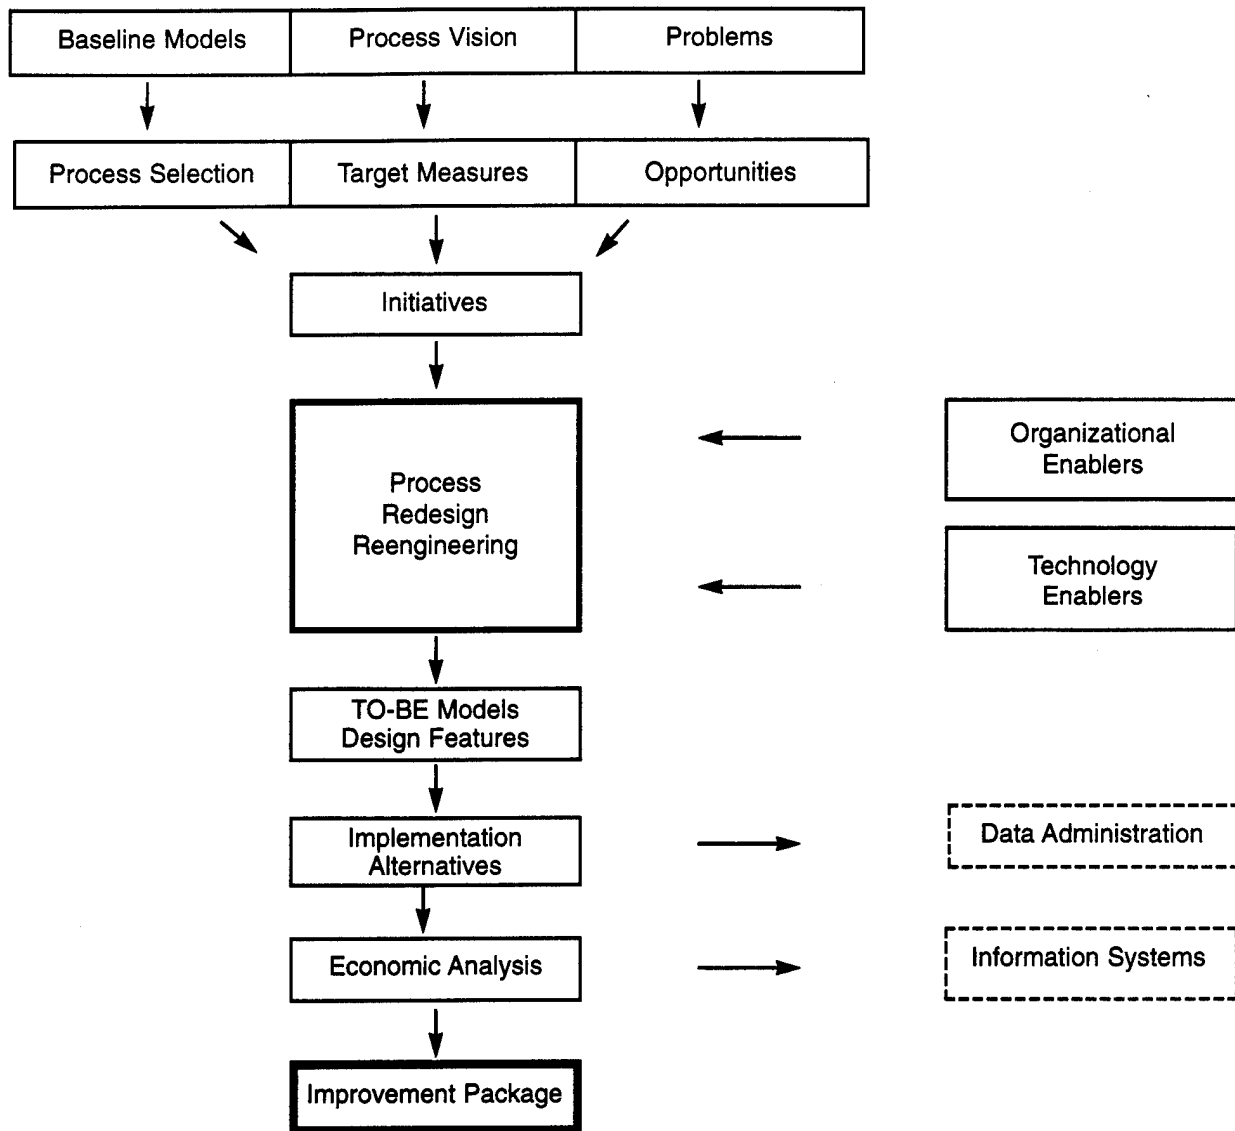 Baseline Models
Process Vision
Problems
Process Selection
Target Measures
Opportunities
Initiatives
Process
Redesign
Reengineering
Organizational
Enablers
Technology
Enablers
TO-BE Models
Design Features
Implementation
Alternatives
Data Administration
Economic Analysis
Information Systems
Improvement Package